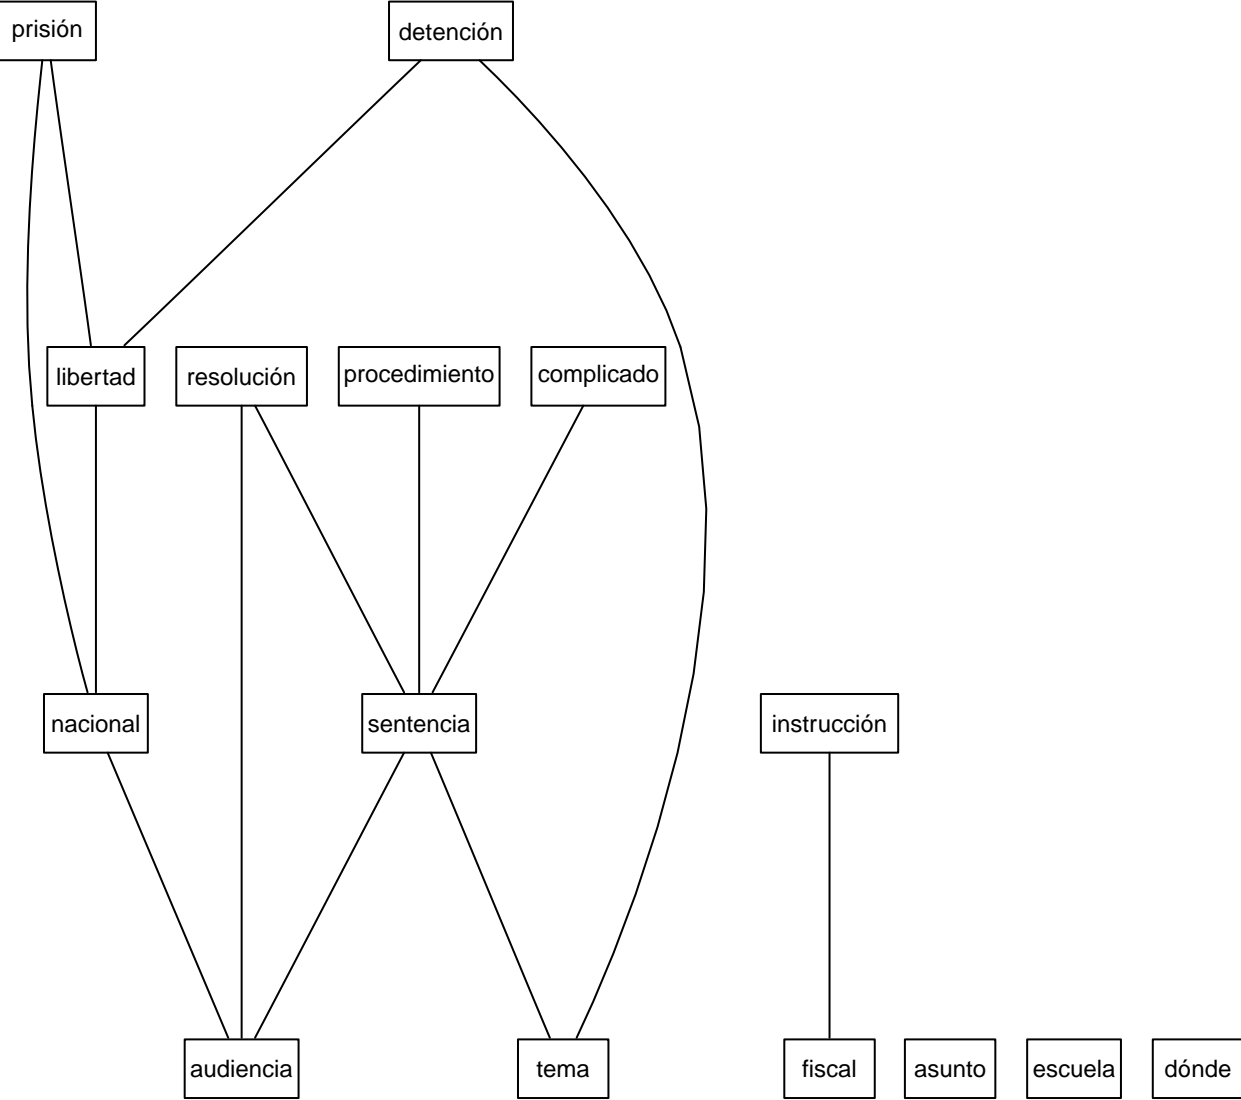 prisión
detención
libertad
resolución
procedimiento
complicado
nacional
sentencia
instrucción
audiencia
tema
fiscal
asunto
escuela
dónde